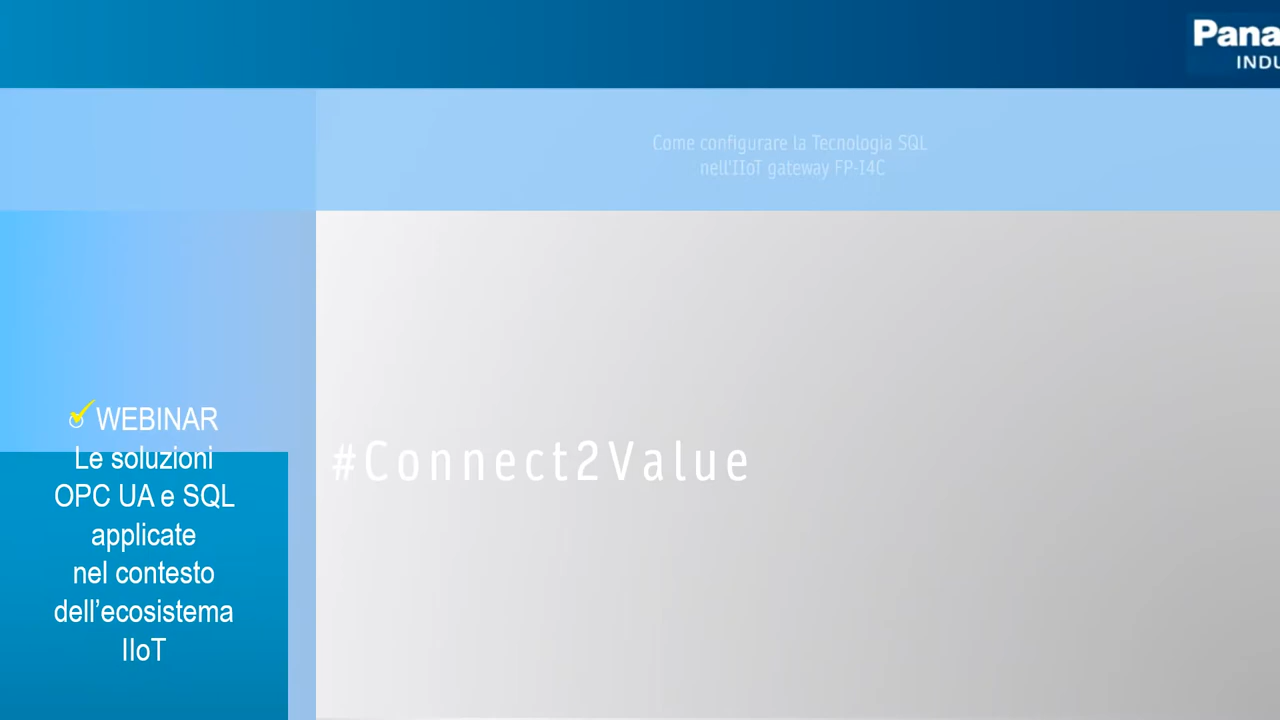 Pana
INDU
Come configurare la Tecnologia SQL
nell'IIoT gateway FP-I4C
WEBINAR
Le soluzioni
OPC UA e SQL
applicate
nel contesto
dell’ecosistema
IIoT
#Connect2Value